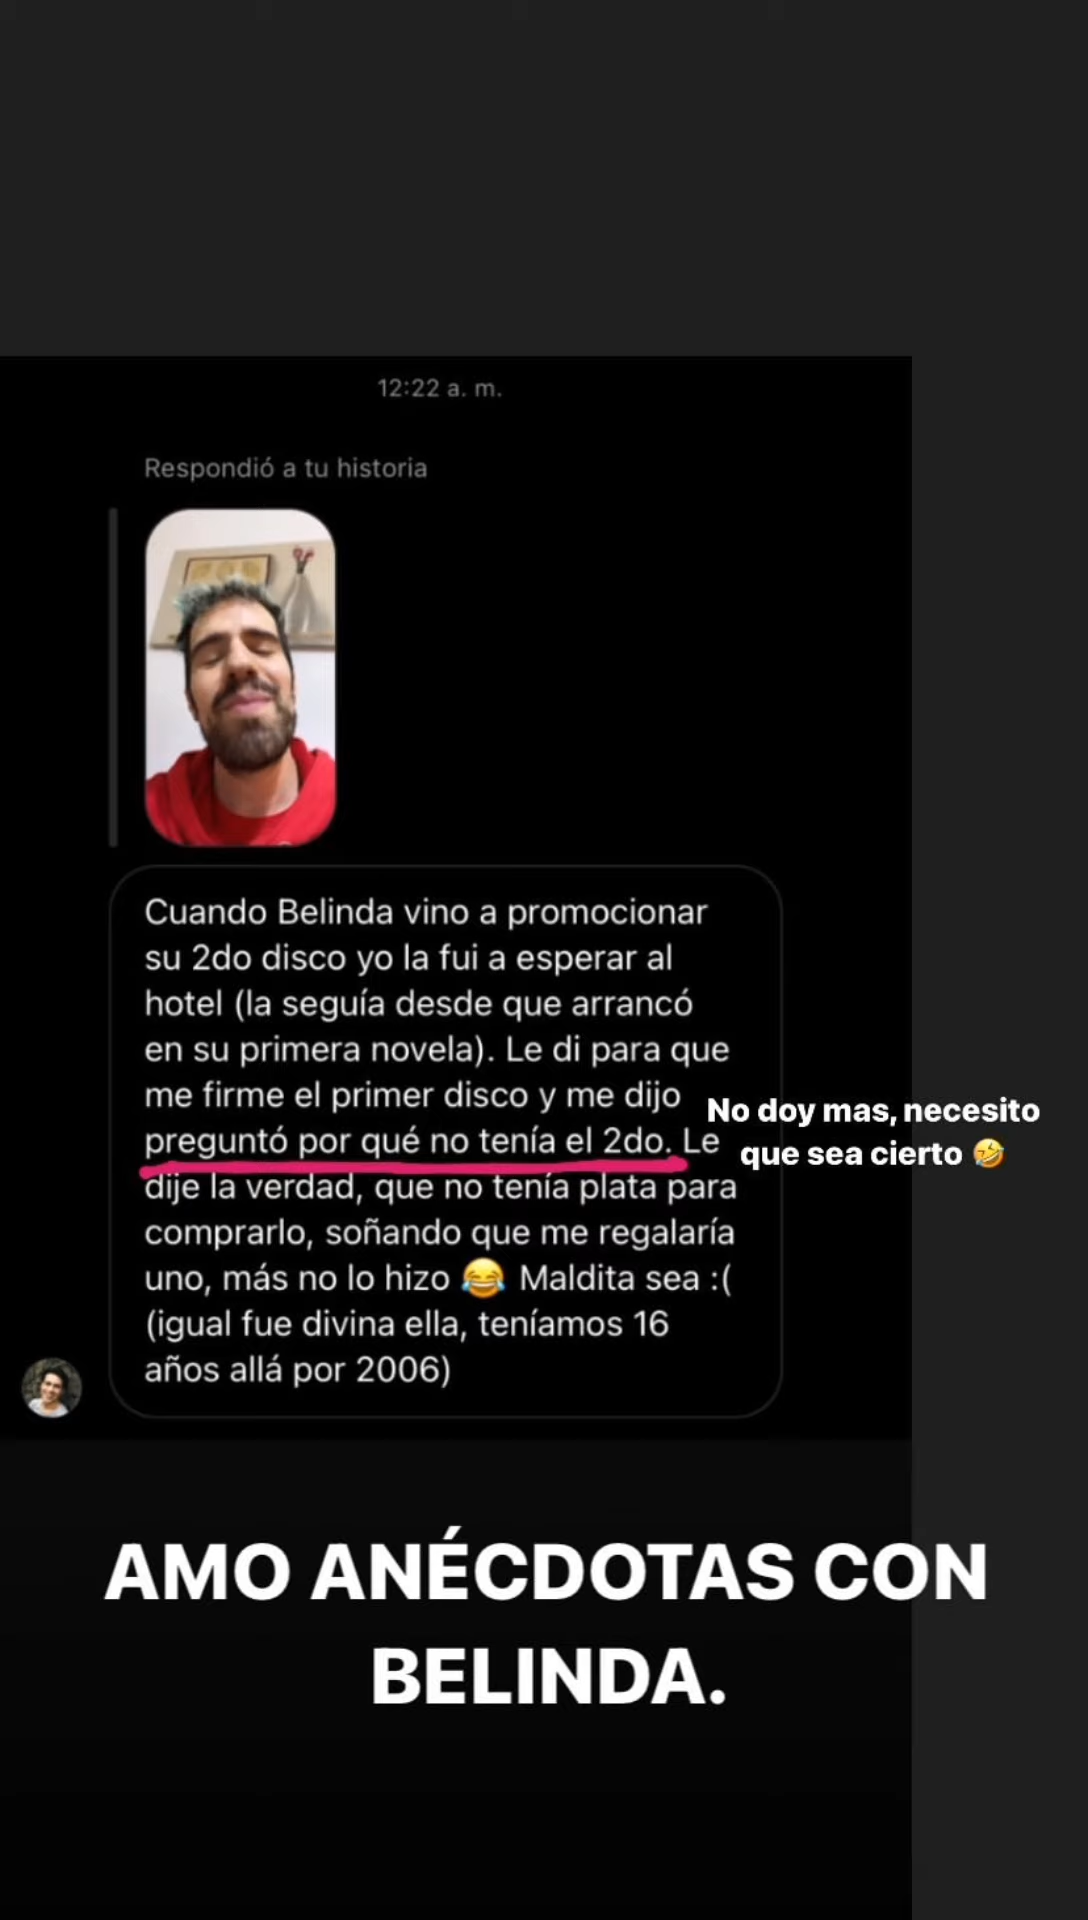 12:22 a. m.
Respondió a tu historia
Cuando Belinda vino a promocionar
su 2do disco yo la fui a esperar al
hotel (la seguía desde que arrancó
en su primera novela). Le di para que
me firme el primer disco y me dijo
preguntó por qué no tenía el 2do. Le
dije la verdad, que no tenía plata para
comprarlo, soñando que me regalaría
uno, más no lo hizo 😂 Maldita sea :(
(igual fue divina ella, teníamos 16
años allá por 2006)
No doy mas, necesito
que sea cierto 🤣
AMO ANÉCDOTAS CON
BELINDA.